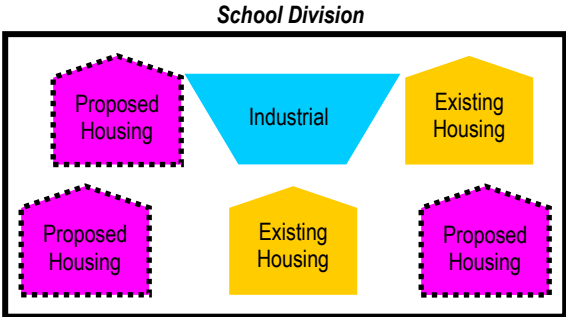 School Division
Proposed
Housing
Industrial
Existing
Housing
Proposed
Housing
Existing
Housing
Proposed
Housing